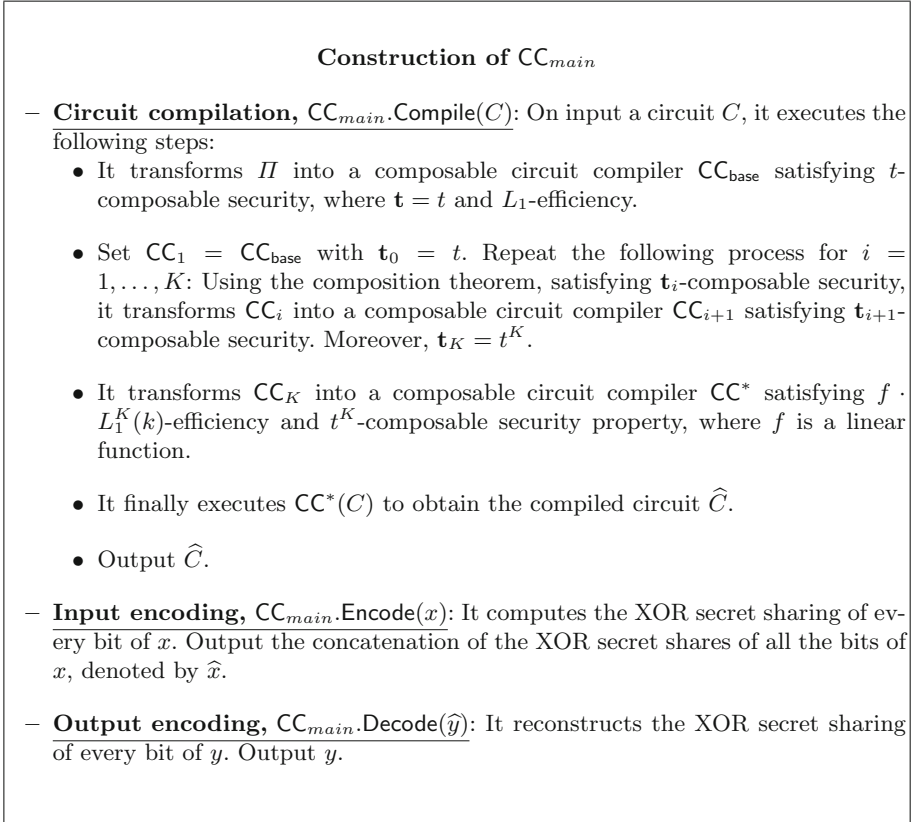 Construction of CC_main
– Circuit compilation, CC_main.Compile(C): On input a circuit C, it executes the
following steps:
• It transforms Π into a composable circuit compiler CC_base satisfying t-
composable security, where t = t and L_1-efficiency.
• Set CC_1 = CC_base with t_0 = t. Repeat the following process for i =
1, . . . , K: Using the composition theorem, satisfying t_i-composable security,
it transforms CC_i into a composable circuit compiler CC_{i+1} satisfying t_{i+1}-
composable security. Moreover, t_K = t^K.
• It transforms CC_K into a composable circuit compiler CC* satisfying f ·
L_1^K(k)-efficiency and t^K-composable security property, where f is a linear
function.
• It finally executes CC*(C) to obtain the compiled circuit Ĉ.
• Output Ĉ.
– Input encoding, CC_main.Encode(x): It computes the XOR secret sharing of ev-
ery bit of x. Output the concatenation of the XOR secret shares of all the bits of
x, denoted by x̂.
– Output encoding, CC_main.Decode(ŷ): It reconstructs the XOR secret sharing
of every bit of y. Output y.